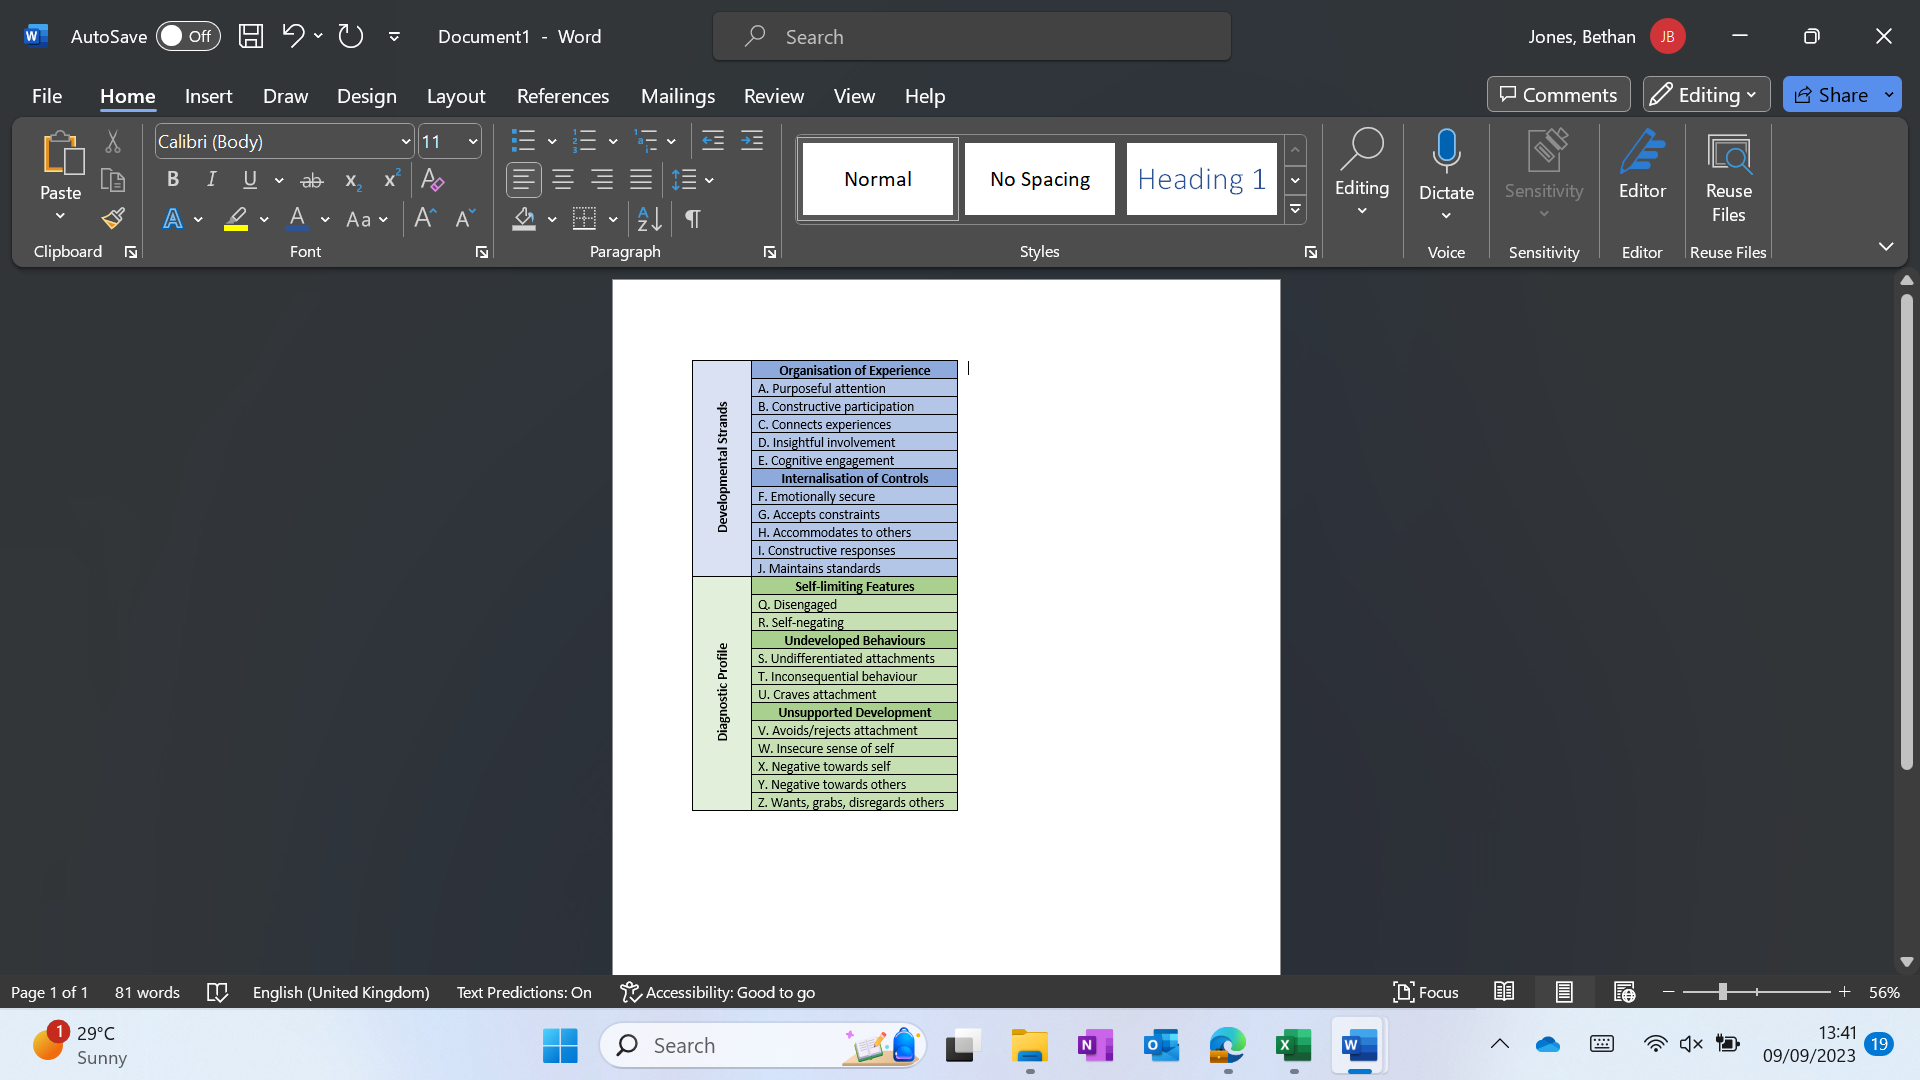 AutoSave Off Document1 - Word Search Jones, Bethan JB
File Home Insert Draw Design Layout References Mailings Review View Help Comments Editing Share
Paste Calibri (Body) 11 Normal No Spacing Heading 1 Editing Dictate Sensitivity Editor Reuse Files
Clipboard Font Paragraph Styles Voice Sensitivity Editor Reuse Files
Developmental Strands
Organisation of Experience
A. Purposeful attention
B. Constructive participation
C. Connects experiences
D. Insightful involvement
E. Cognitive engagement
Internalisation of Controls
F. Emotionally secure
G. Accepts constraints
H. Accommodates to others
I. Constructive responses
J. Maintains standards
Diagnostic Profile
Self-limiting Features
Q. Disengaged
R. Self-negating
Undeveloped Behaviours
S. Undifferentiated attachments
T. Inconsequential behaviour
U. Craves attachment
Unsupported Development
V. Avoids/rejects attachment
W. Insecure sense of self
X. Negative towards self
Y. Negative towards others
Z. Wants, grabs, disregards others
Page 1 of 1 81 words English (United Kingdom) Text Predictions: On Accessibility: Good to go Focus 56%
1 29°C Search 13:41
Sunny 09/09/2023 19